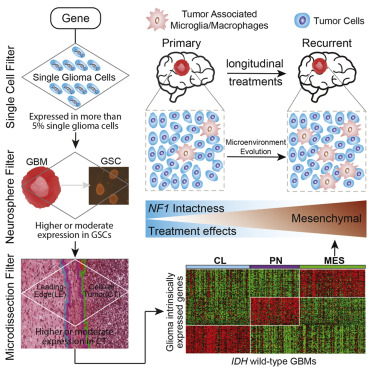 Gene
Single Cell Filter
Single Glioma Cells
Expressed in more than
5% single glioma cells
Neurosphere Filter
GBM
GSC
Higher or moderate
expression in GSCs
Microdissection Filter
Leading-
Edge(LE)
Cellular
Tumor(CT)
Higher or moderate
expression in CT
Tumor Associated
Microglia/Macrophages
Tumor Cells
Primary
longitudinal
treatments
Recurrent
Microenvironment
Evolution
NF1 Intactness
Treatment effects
Mesenchymal
CL
PN
MES
Glioma intrinsically
expressed genes
IDH wild-type GBMs